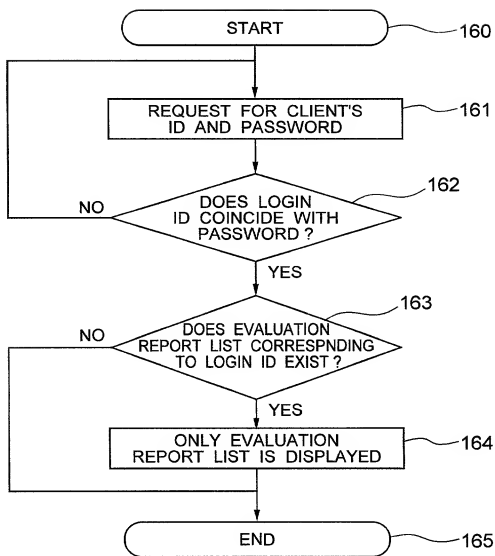 START
160
REQUEST FOR CLIENT'S
ID AND PASSWORD
161
DOES LOGIN
ID COINCIDE WITH
PASSWORD ?
162
NO
YES
163
DOES EVALUATION
REPORT LIST CORRESPNDING
TO LOGIN ID EXIST ?
NO
YES
ONLY EVALUATION
REPORT LIST IS DISPLAYED
164
END
165